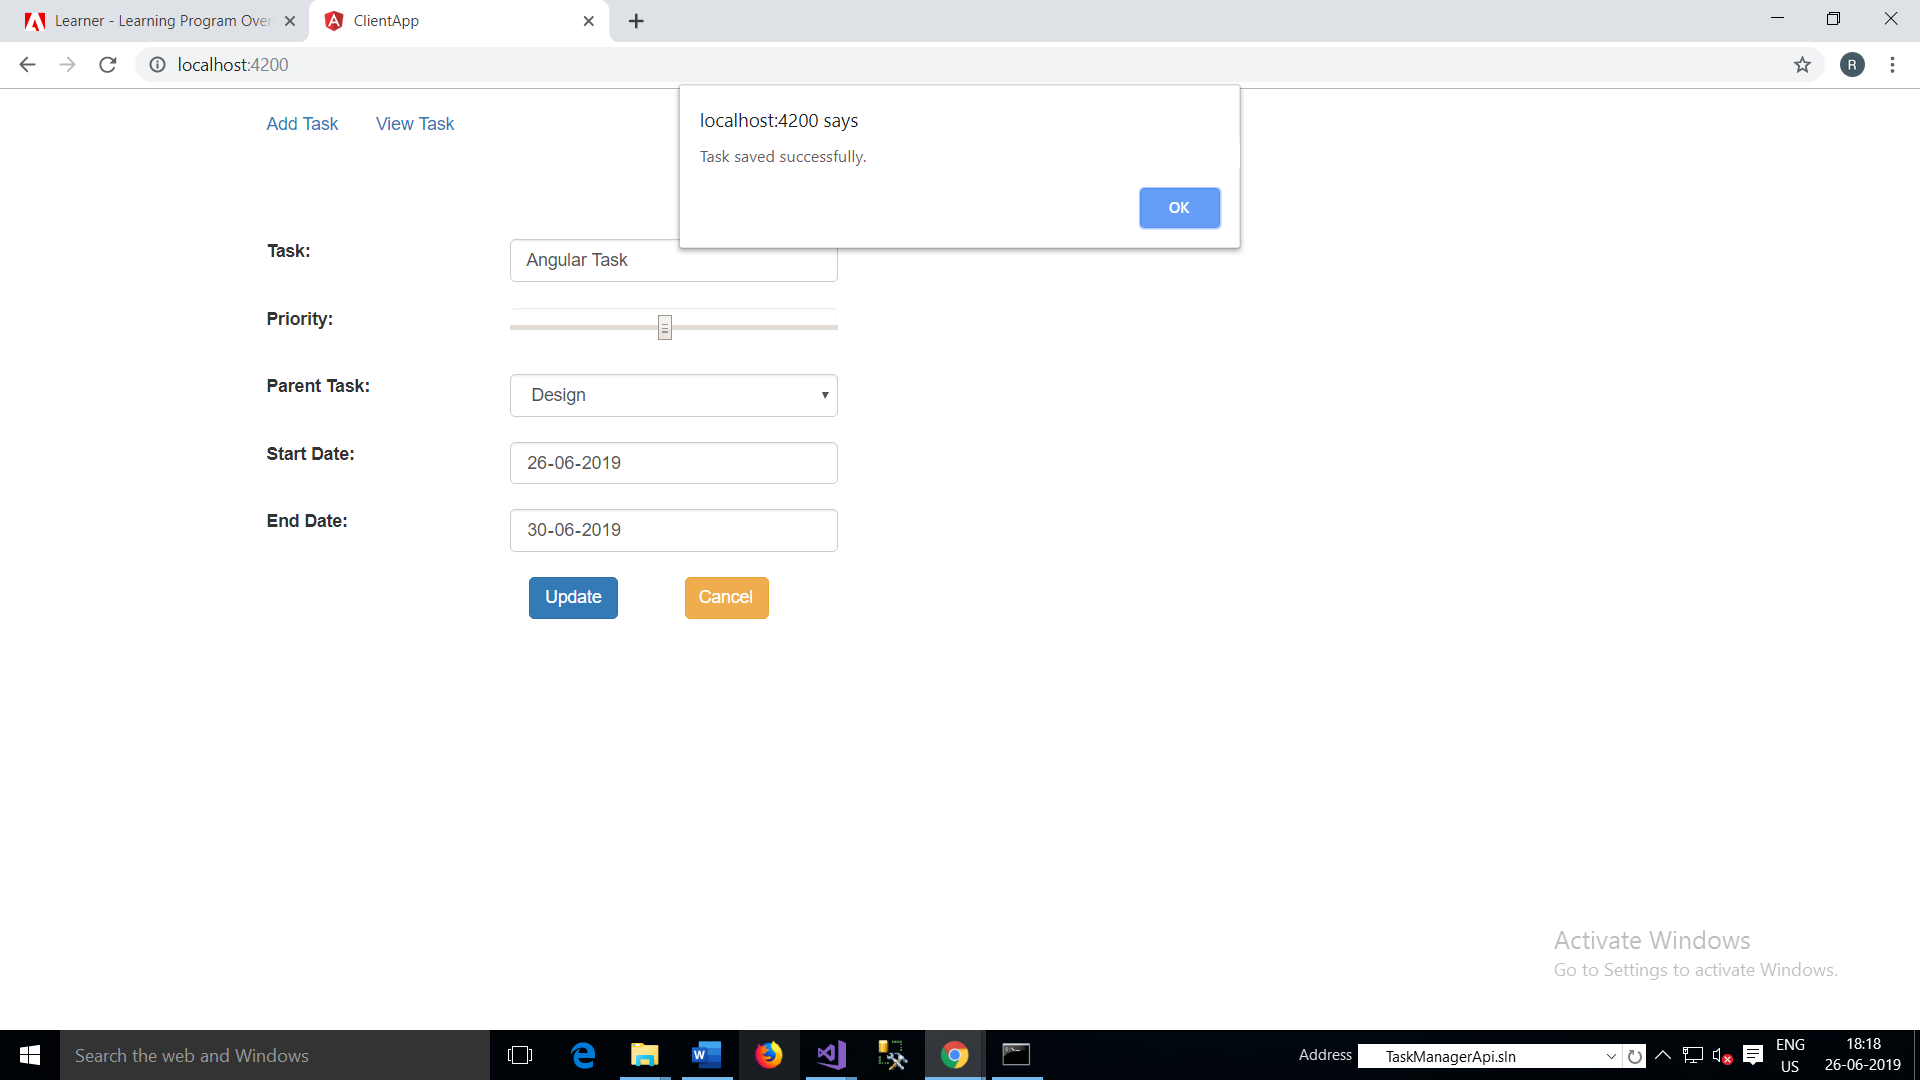 Learner - Learning Program Over
ClientApp
localhost:4200
R
Add Task
View Task
localhost:4200 says
Task saved successfully.
OK
Task:
Angular Task
Priority:
Parent Task:
Design
Start Date:
26-06-2019
End Date:
30-06-2019
Update
Cancel
Activate Windows
Go to Settings to activate Windows.
Search the web and Windows
Address
TaskManagerApi.sln
ENG
US
18:18
26-06-2019